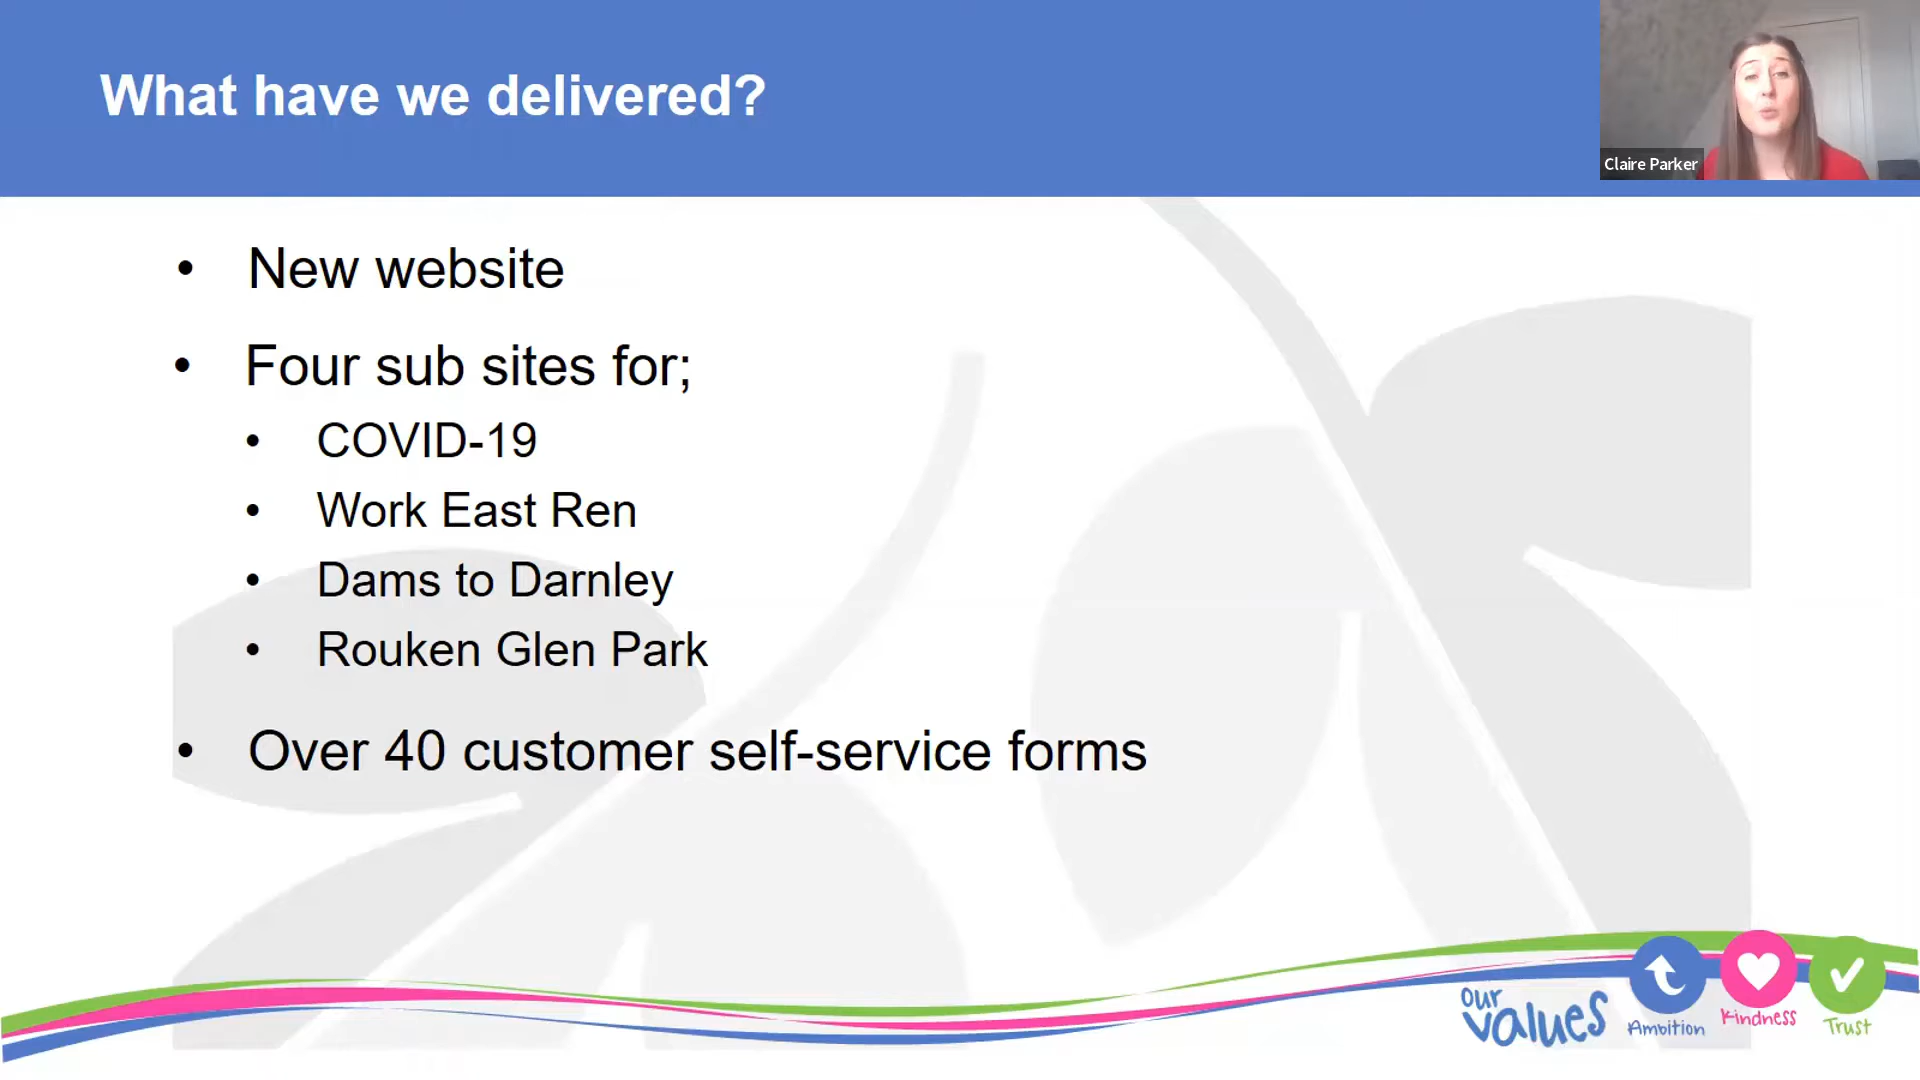 What have we delivered?
Claire Parker
• New website
• Four sub sites for;
• COVID-19
• Work East Ren
• Dams to Darnley
• Rouken Glen Park
• Over 40 customer self-service forms
our values
Ambition
Kindness
Trust